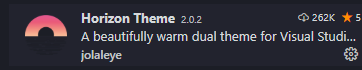 Horizon Theme 2.0.2 262K 5
A beautifully warm dual theme for Visual Studi...
jolaleye